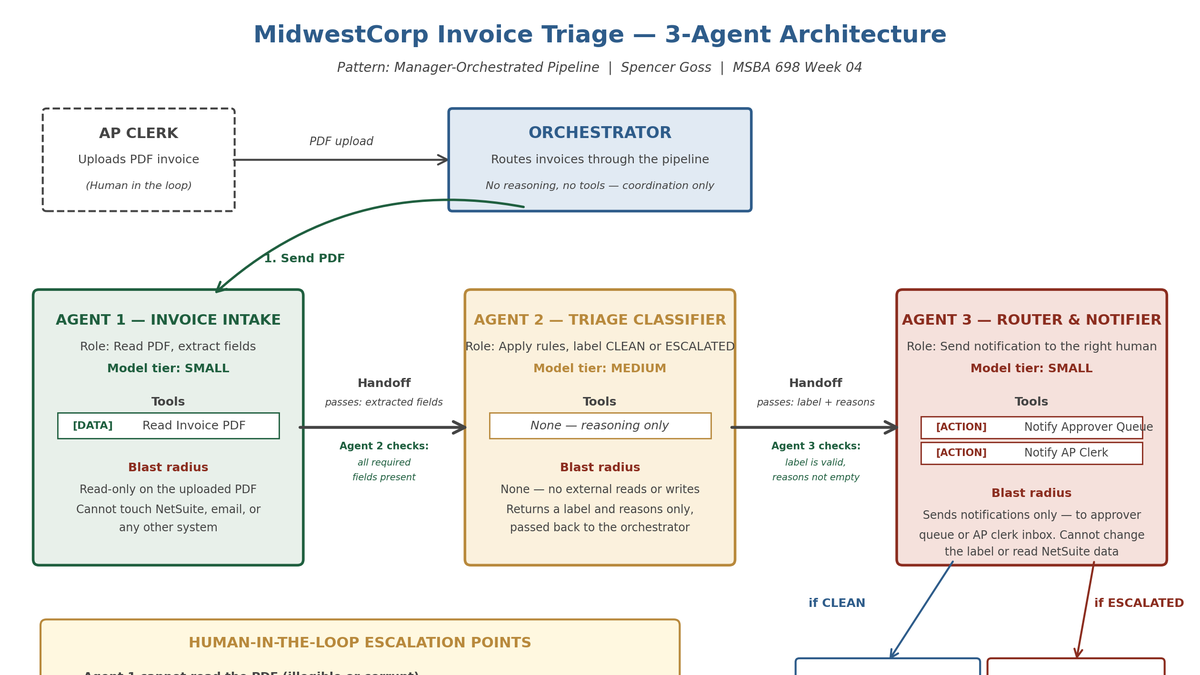 MidwestCorp Invoice Triage — 3-Agent Architecture
Pattern: Manager-Orchestrated Pipeline | Spencer Goss | MSBA 698 Week 04
AP CLERK
Uploads PDF invoice
(Human in the loop)
PDF upload
ORCHESTRATOR
Routes invoices through the pipeline
No reasoning, no tools — coordination only
1. Send PDF
AGENT 1 — INVOICE INTAKE
Role: Read PDF, extract fields
Model tier: SMALL
Tools
[DATA] Read Invoice PDF
Blast radius
Read-only on the uploaded PDF
Cannot touch NetSuite, email, or
any other system
Handoff
passes: extracted fields
Agent 2 checks:
all required
fields present
AGENT 2 — TRIAGE CLASSIFIER
Role: Apply rules, label CLEAN or ESCALATED
Model tier: MEDIUM
Tools
None — reasoning only
Blast radius
None — no external reads or writes
Returns a label and reasons only,
passed back to the orchestrator
Handoff
passes: label + reasons
Agent 3 checks:
label is valid,
reasons not empty
AGENT 3 — ROUTER & NOTIFIER
Role: Send notification to the right human
Model tier: SMALL
Tools
[ACTION] Notify Approver Queue
[ACTION] Notify AP Clerk
Blast radius
Sends notifications only — to approver
queue or AP clerk inbox. Cannot change
the label or read NetSuite data
if CLEAN
if ESCALATED
HUMAN-IN-THE-LOOP ESCALATION POINTS
Agent 1 cannot read the PDF (illegible or corrupt)